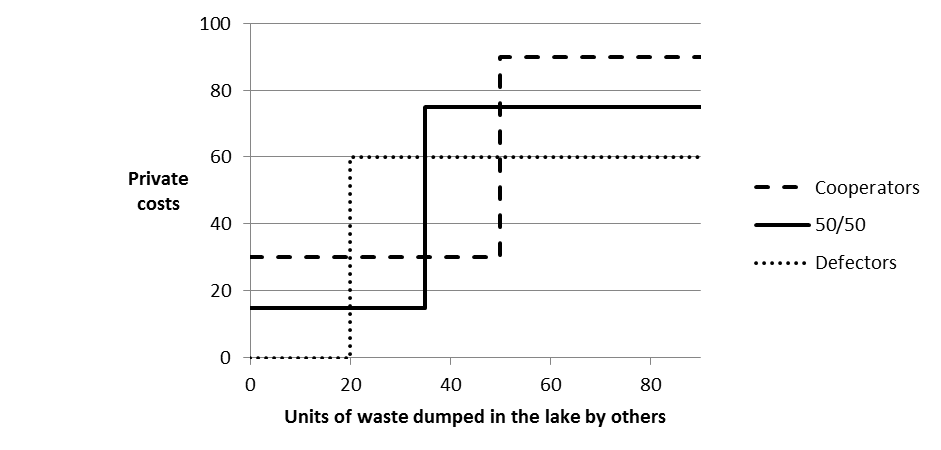 100
80
60
40
20
0
Private
costs
0 20 40 60 80
Units of waste dumped in the lake by others
Cooperators
50/50
Defectors